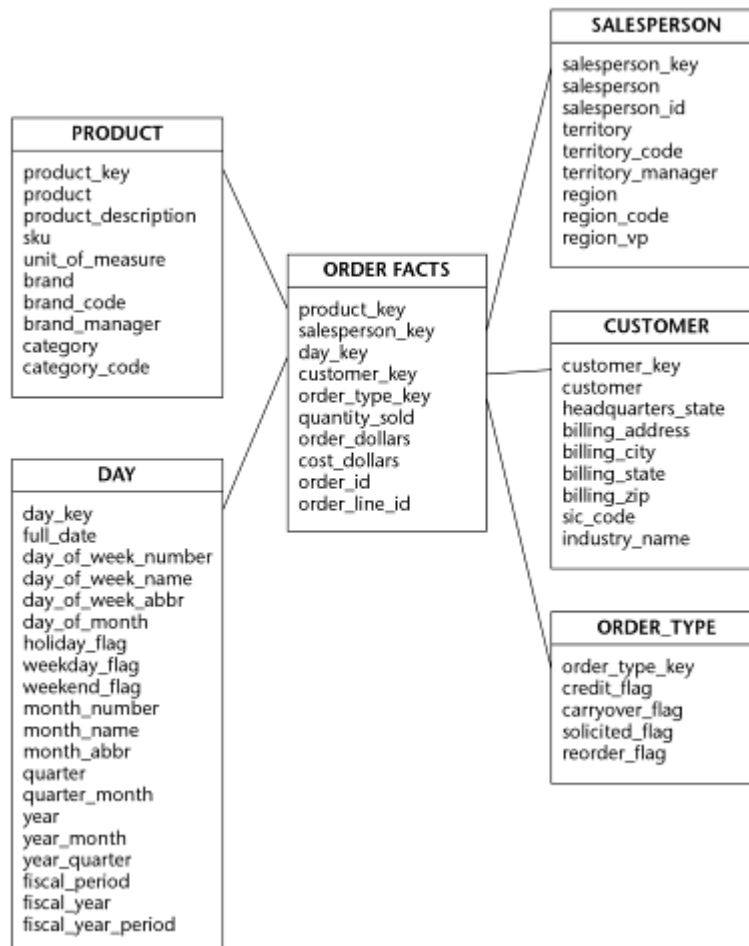 PRODUCT
product_key
product
product_description
sku
unit_of_measure
brand
brand_code
brand_manager
category
category_code
DAY
day_key
full_date
day_of_week_number
day_of_week_name
day_of_week_abbr
day_of_month
holiday_flag
weekday_flag
weekend_flag
month_number
month_name
month_abbr
quarter
quarter_month
year
year_month
year_quarter
fiscal_period
fiscal_year
fiscal_year_period
ORDER FACTS
product_key
salesperson_key
day_key
customer_key
order_type_key
quantity_sold
order_dollars
cost_dollars
order_id
order_line_id
SALESPERSON
salesperson_key
salesperson
salesperson_id
territory
territory_code
territory_manager
region
region_code
region_vp
CUSTOMER
customer_key
customer
headquarters_state
billing_address
billing_city
billing_state
billing_zip
sic_code
industry_name
ORDER_TYPE
order_type_key
credit_flag
carryover_flag
solicited_flag
reorder_flag